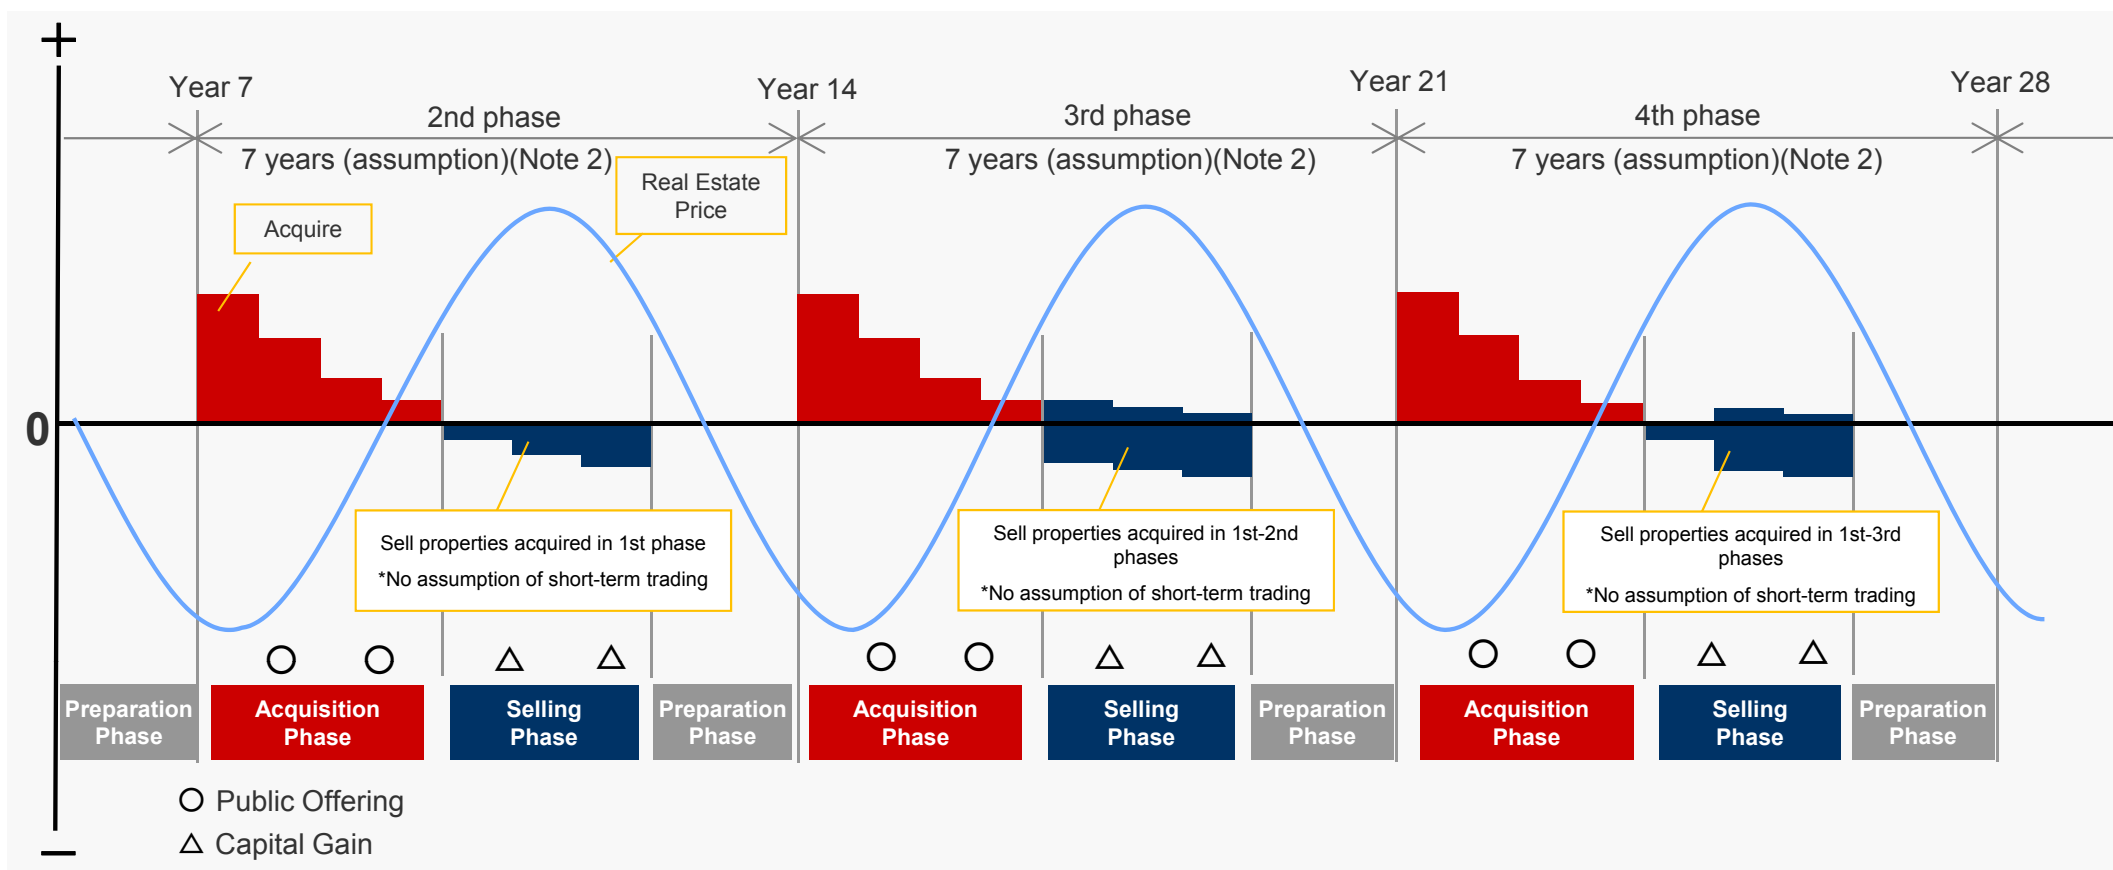 +
Year 7
Year 14
Year 21
Year 28
2nd phase
3rd phase
4th phase
7 years (assumption)(Note 2)
7 years (assumption)(Note 2)
7 years (assumption)(Note 2)
Acquire
Real Estate
Price
0
Sell properties acquired in 1st phase
*No assumption of short-term trading
Sell properties acquired in 1st-2nd
phases
*No assumption of short-term trading
Sell properties acquired in 1st-3rd
phases
*No assumption of short-term trading
Preparation
Phase
Acquisition
Phase
Selling
Phase
Preparation
Phase
Acquisition
Phase
Selling
Phase
Preparation
Phase
Acquisition
Phase
Selling
Phase
Preparation
Phase
○ Public Offering
△ Capital Gain
−